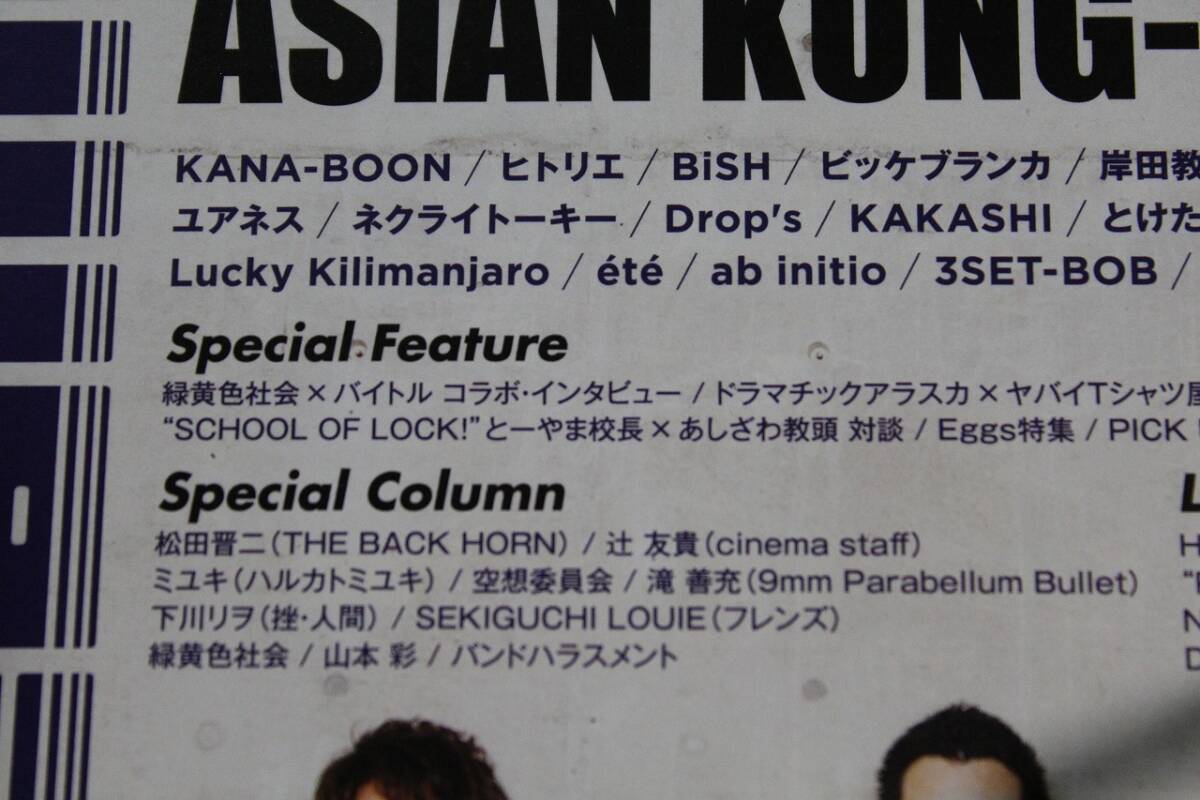 ASIAN KUNG-
KANA-BOON / ヒトリエ / BiSH / ビッケブランカ / 岸田教
ユアネス / ネクライトーキー / Drop's / KAKASHI / とけた
Lucky Kilimanjaro / été / ab initio / 3SET-BOB /
Special Feature
緑黄色社会×バイトル コラボ・インタビュー / ドラマチックアラスカ×ヤバイTシャツ屋
“SCHOOL OF LOCK!”とーやま校長×あしざわ教頭 対談 / Eggs特集 / PICK
Special Column
松田晋二(THE BACK HORN) / 辻 友貴(cinema staff)
ミユキ(ハルカトミユキ) / 空想委員会 / 滝 善充(9mm Parabellum Bullet)
下川リヲ(挫・人間) / SEKIGUCHI LOUIE(フレンズ)
緑黄色社会 / 山本 彩 / バンドハラスメント